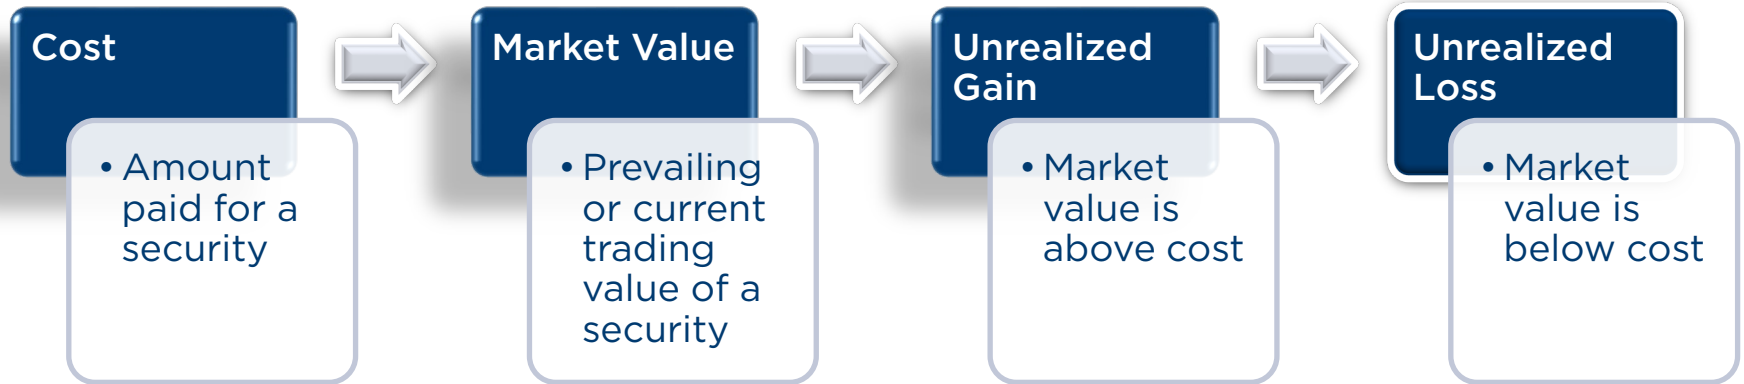 Cost
• Amount
paid for a
security
Market Value
• Prevailing
or current
trading
value of a
security
Unrealized
Gain
• Market
value is
above cost
Unrealized
Loss
• Market
value is
below cost